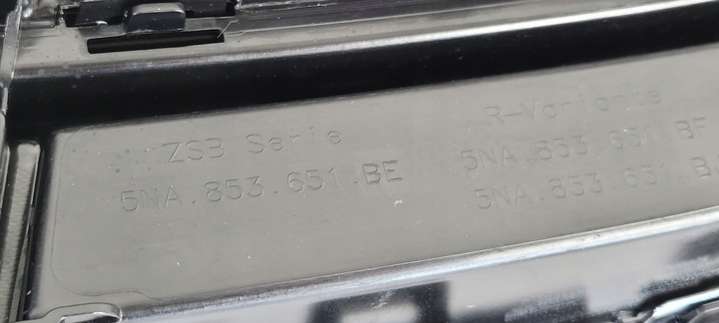 ZSB Serie
5NA.853.651.BE
R-Variante
5NA.853.651.BF
5NA.853.651.B